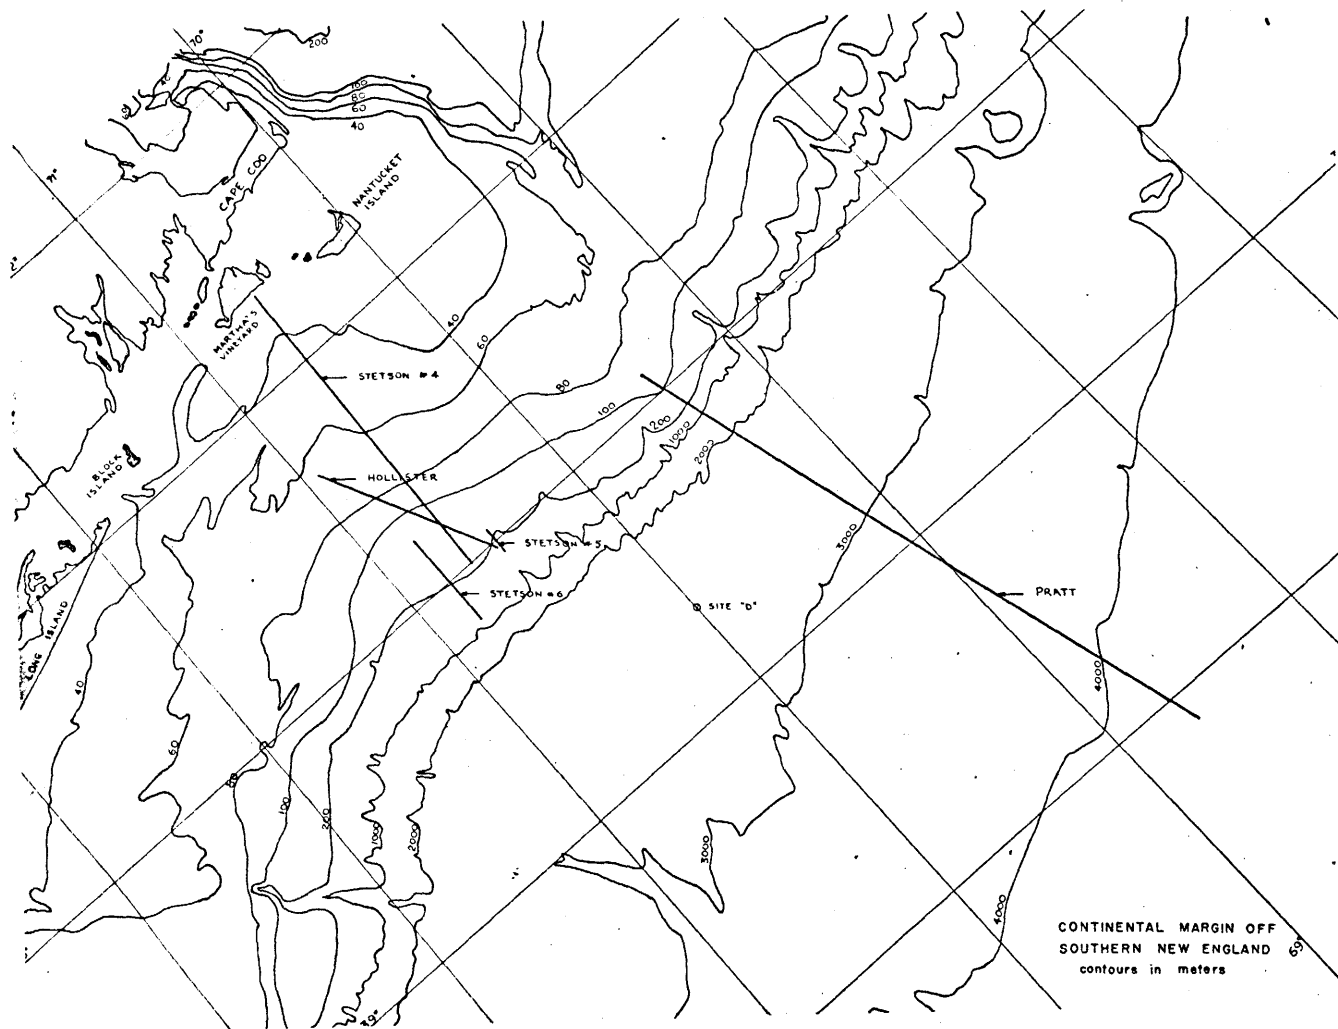 70°
200
40
60
100
80
60
40
71°
CAPE COD
NANTUCKET
ISLAND
MARTHA'S
VINEYARD
40
60
STETSON #4
80
100
200
1000
2000
BLOCK
ISLAND
HOLLISTER
STETSON #5
3000
STETSON #6
PRATT
SITE "D"
LONG ISLAND
40
4000
60
80
100
200
1000
2000
3000
4000
CONTINENTAL MARGIN OFF
SOUTHERN NEW ENGLAND
contours in meters
69°
39°